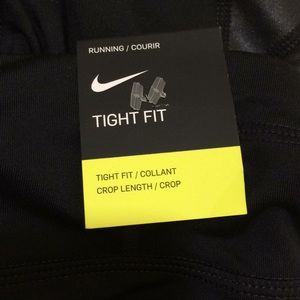 RUNNING / COURIR
TIGHT FIT
TIGHT FIT / COLLANT
CROP LENGTH / CROP